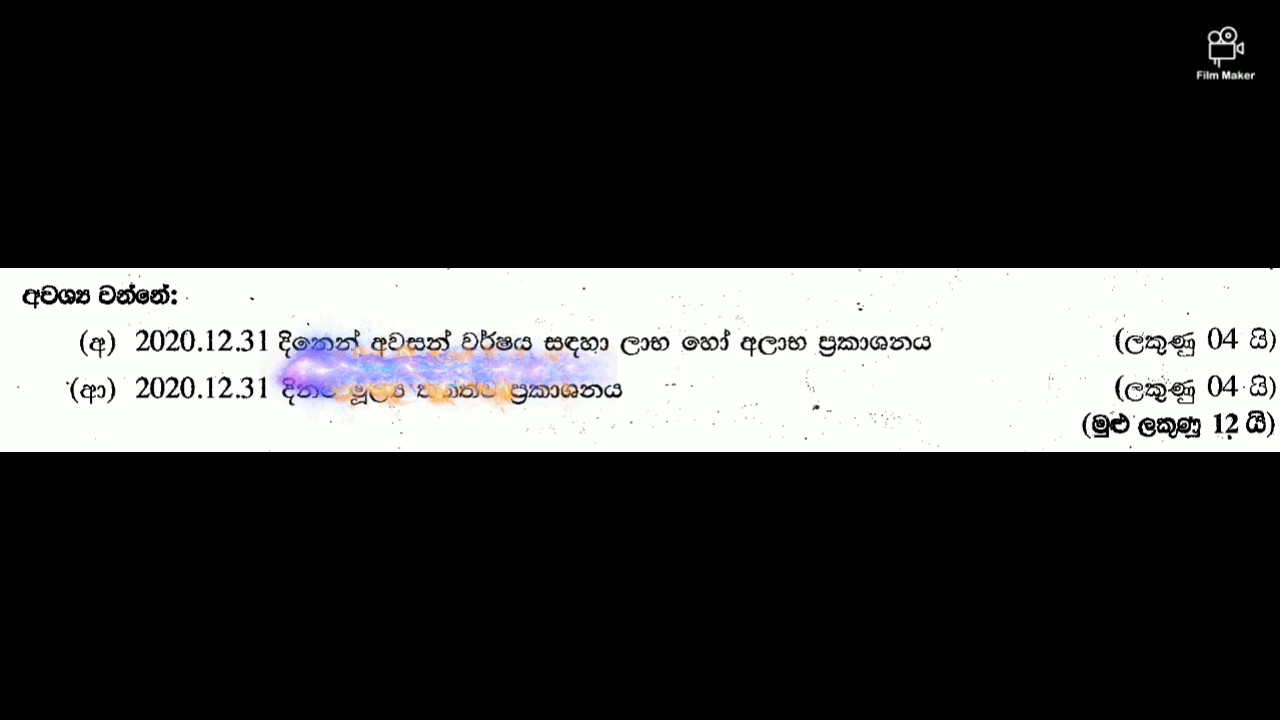 Film Maker
අවශ්‍ය වන්නේ:
(අ) 2020.12.31 දිනෙන් අවසන් වර්ෂය සඳහා ලාභ හෝ අලාභ ප්‍රකාශනය (ලකුණු 04 යි)
(ආ) 2020.12.31 ප්‍රකාශනය (ලකුණු 04 යි)
(මුළු ලකුණු 12 යි)